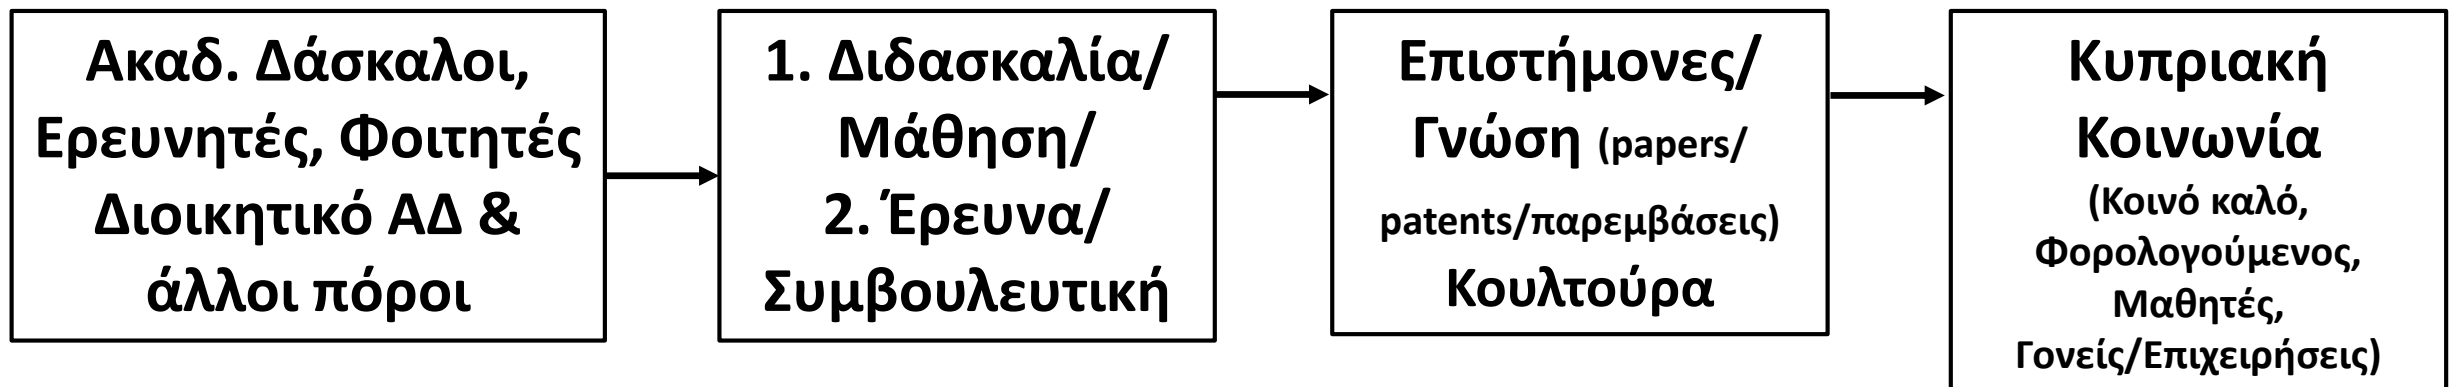 Ακαδ. Δάσκαλοι,
Ερευνητές, Φοιτητές
Διοικητικό ΑΔ &
άλλοι πόροι
1. Διδασκαλία/
Μάθηση/
2. Έρευνα/
Συμβουλευτική
Επιστήμονες/
Γνώση (papers/
patents/παρεμβάσεις)
Κουλτούρα
Κυπριακή
Κοινωνία
(Κοινό καλό,
Φορολογούμενος,
Μαθητές,
Γονείς/Επιχειρήσεις)